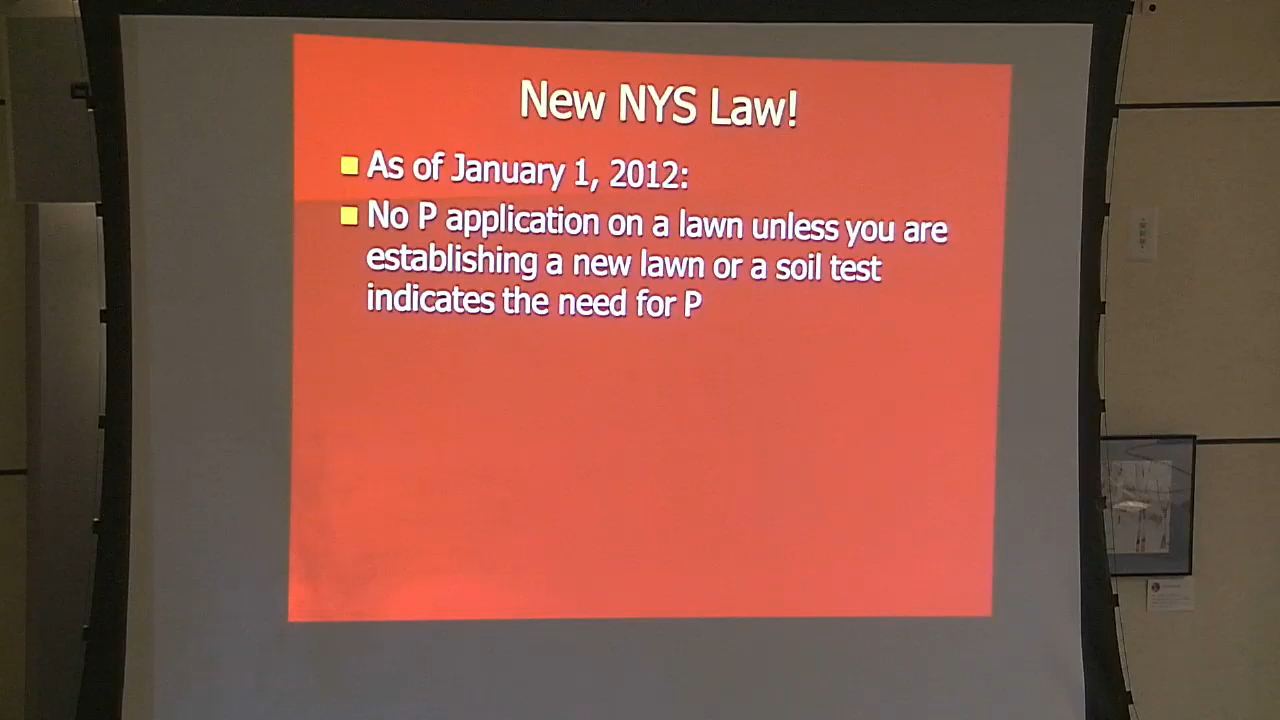 New NYS Law!
As of January 1, 2012:
No P application on a lawn unless you are
establishing a new lawn or a soil test
indicates the need for P